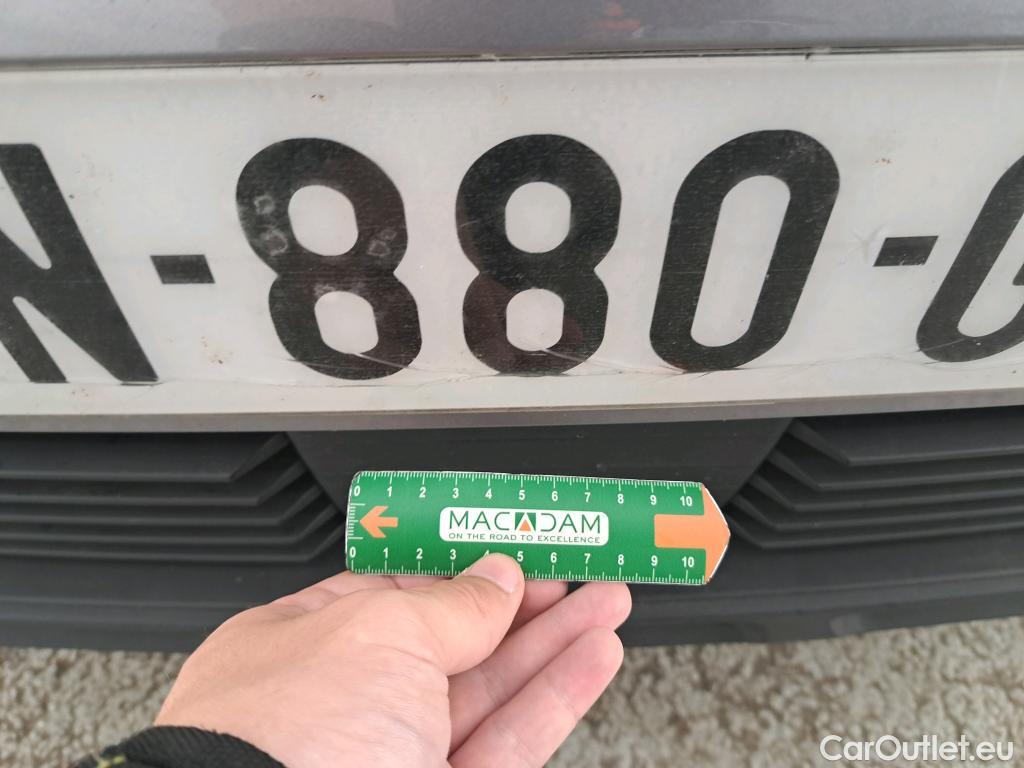 N-880-G
0 1 2 3 4 5 6 7 8 9 10
MACADAM
ON THE ROAD TO EXCELLENCE
0 1 2 3 4 5 6 7 8 9 10
CarOutlet.eu